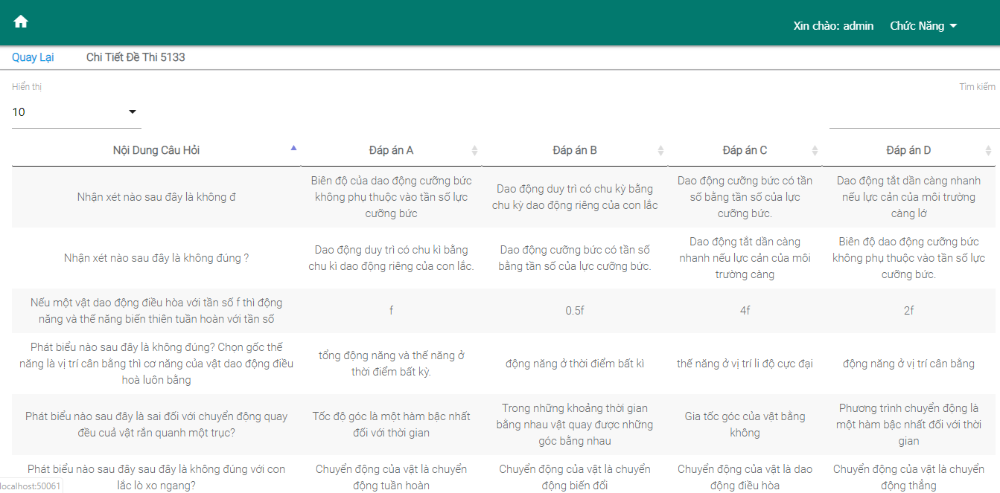 Xin chào: admin Chức Năng
Quay Lại Chi Tiết Đề Thi 5133
Hiển thị Tìm kiếm
10
Nội Dung Câu Hỏi Đáp án A Đáp án B Đáp án C Đáp án D
Nhận xét nào sau đây là không đ
Biên độ của dao động cưỡng bức
không phụ thuộc vào tần số lực
cưỡng bức
Dao động duy trì có chu kỳ bằng
chu kỳ dao động riêng của con lắc
Dao động cưỡng bức có tần
số bằng tần số của lực
cưỡng bức.
Dao động tắt dần càng nhanh
nếu lực cản của môi trường
càng lớ
Nhận xét nào sau đây là không đúng ?
Dao động duy trì có chu kì bằng
chu kì dao động riêng của con lắc.
Dao động cưỡng bức có tần số
bằng tần số của lực cưỡng bức.
Dao động tắt dần càng
nhanh nếu lực cản của môi
trường càng
Biên độ dao động cưỡng bức
không phụ thuộc vào tần số lực
cưỡng bức.
Nếu một vật dao động điều hòa với tần số f thì động
năng và thế năng biến thiên tuần hoàn với tần số
f
0.5f
4f
2f
Phát biểu nào sau đây là không đúng? Chọn gốc thế
năng là vị trí cân bằng thì cơ năng của vật dao động điều
hoà luôn bằng
tổng động năng và thế năng ở
thời điểm bất kỳ.
động năng ở thời điểm bất kì
thế năng ở vị trí li độ cực đại
động năng ở vị trí cân bằng
Phát biểu nào sau đây là sai đối với chuyển động quay
đều cuả vật rắn quanh một trục?
Tốc độ góc là một hàm bậc nhất
đối với thời gian
Trong những khoảng thời gian
bằng nhau vật quay được những
góc bằng nhau
Gia tốc góc của vật bằng
không
Phương trình chuyển động là
một hàm bậc nhất đối với thời
gian
Phát biểu nào sau đây sau đây là không đúng với con
lắc lò xo ngang?
Chuyển động của vật là chuyển
động tuần hoàn
Chuyển động của vật là chuyển
động biến đổi
Chuyển động của vật là dao
động điều hòa
Chuyển động của vật là chuyển
động thẳng
localhost:50061